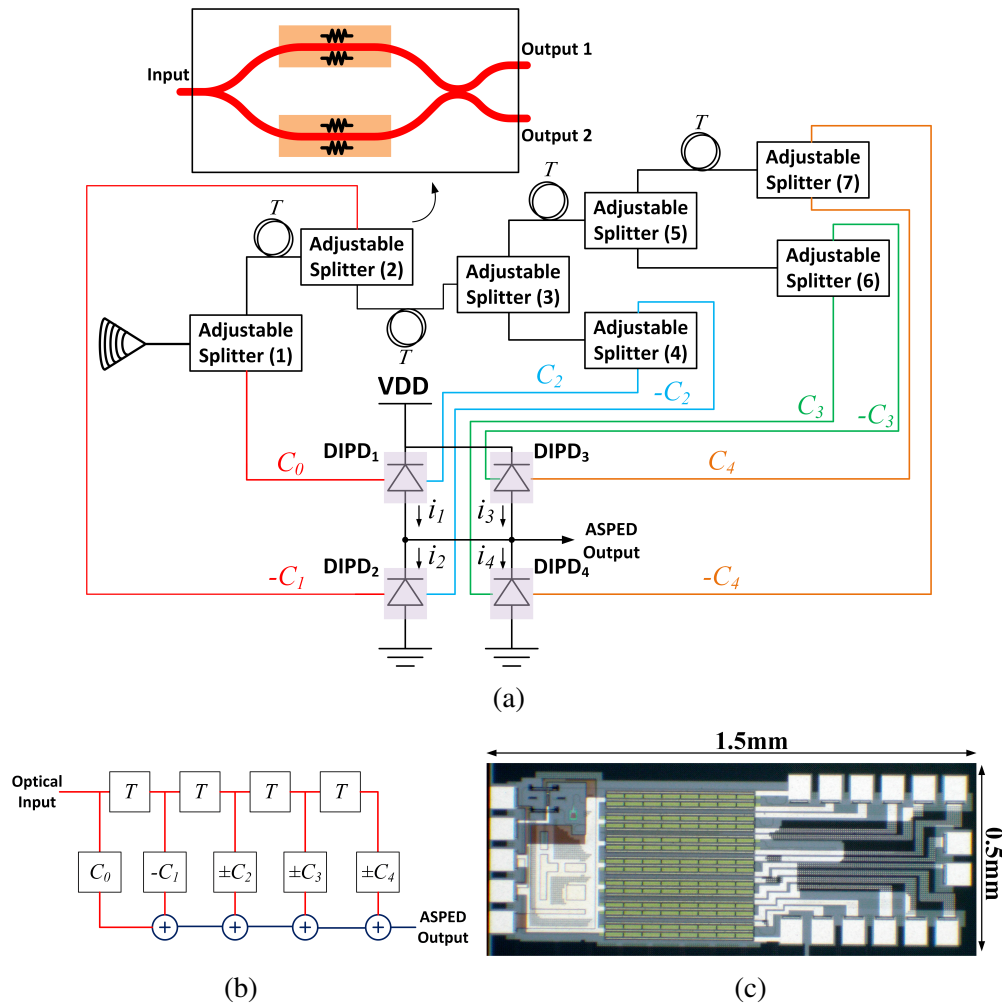 Input
Output 1
Output 2
T
Adjustable
Splitter (7)
T
Adjustable
Splitter (5)
T
Adjustable
Splitter (2)
Adjustable
Splitter (6)
Adjustable
Splitter (3)
Adjustable
Splitter (1)
T
Adjustable
Splitter (4)
VDD
C2
-C2
C3
-C3
DIPD1
DIPD3
C0
C4
i1
i3
ASPED
Output
DIPD2
i2
i4
DIPD4
-C1
-C4
(a)
1.5mm
Optical
Input
T
T
T
T
C0
-C1
±C2
±C3
±C4
0.5mm
+
+
+
+
ASPED
Output
(b)
(c)